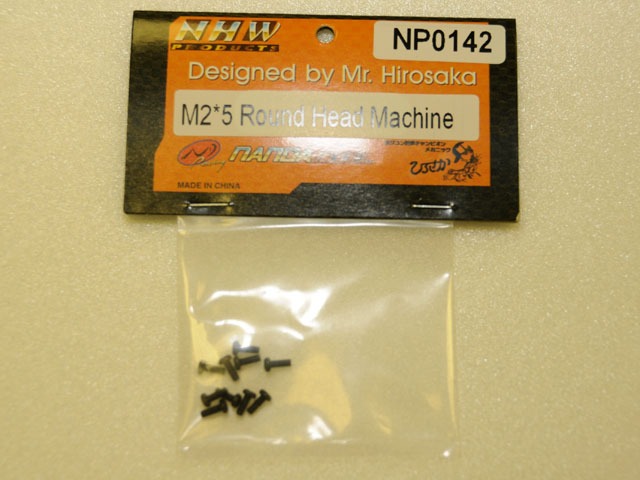 NHW
PRODUCTS
NP0142
Designed by Mr. Hirosaka
M2*5 Round Head Machine
NANDA
ひろさか
MADE IN CHINA